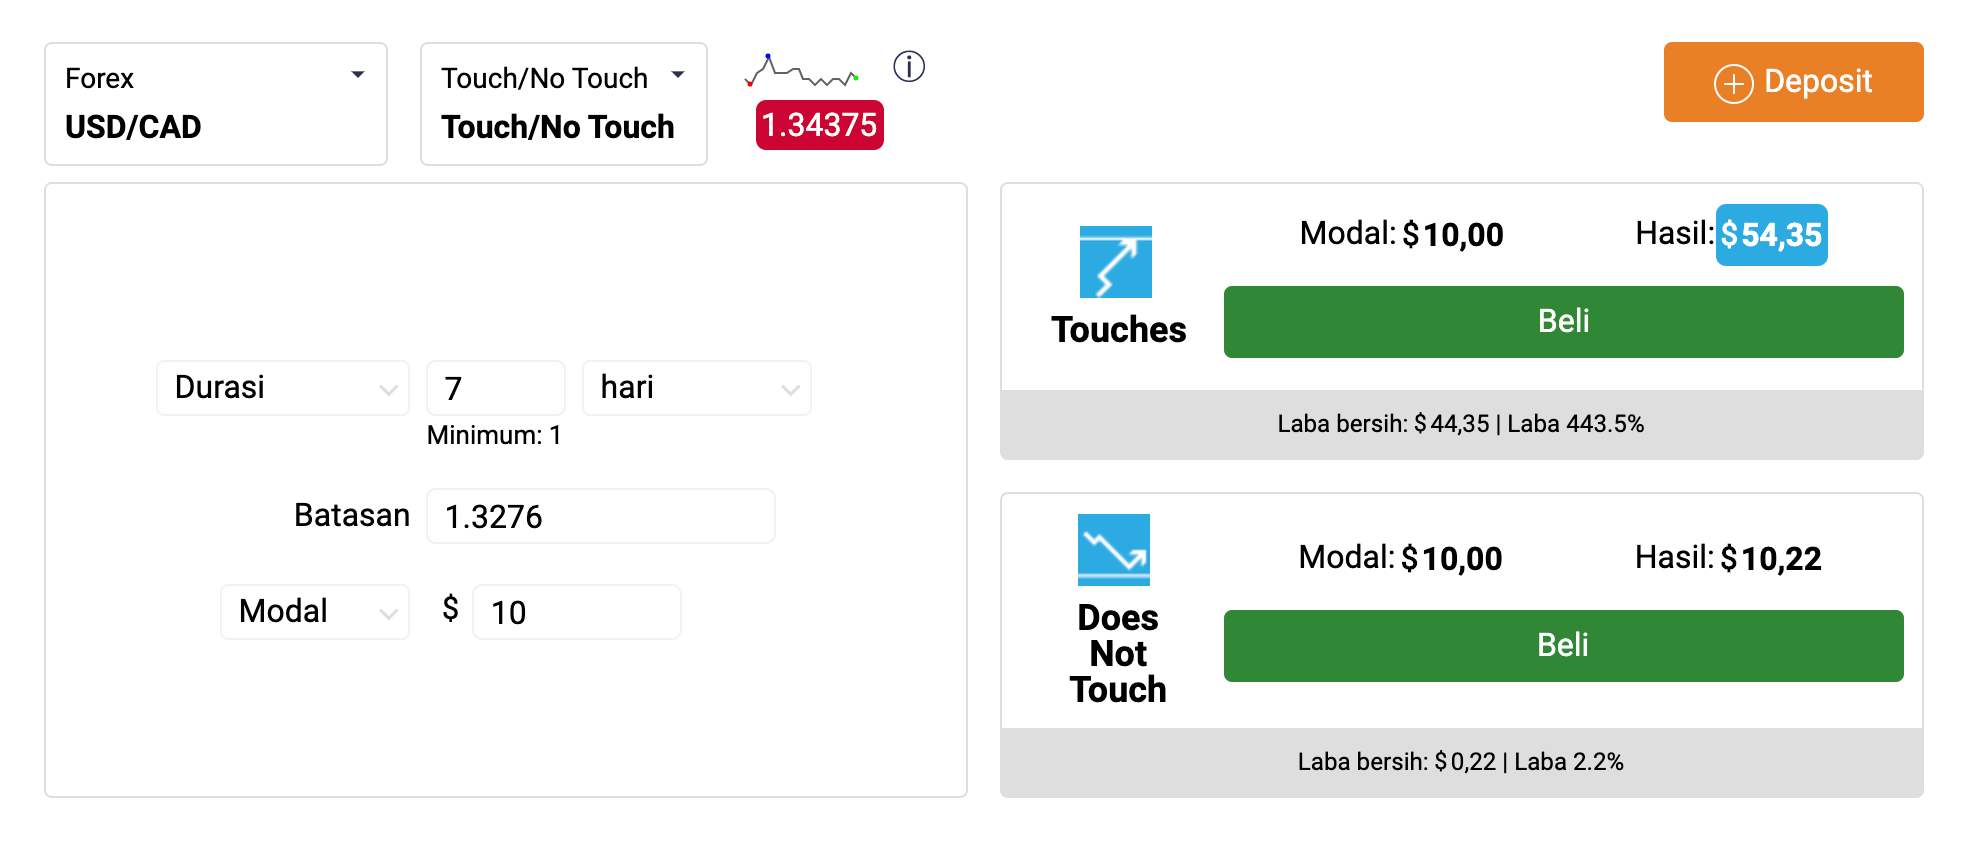 Forex
USD/CAD
Touch/No Touch
Touch/No Touch
1.34375
Deposit
Durasi
7
hari
Minimum: 1
Batasan
1.3276
Modal
$
10
Touches
Modal: $10,00
Hasil: $54,35
Beli
Laba bersih: $44,35 | Laba 443.5%
Does
Not
Touch
Modal: $10,00
Hasil: $10,22
Beli
Laba bersih: $0,22 | Laba 2.2%